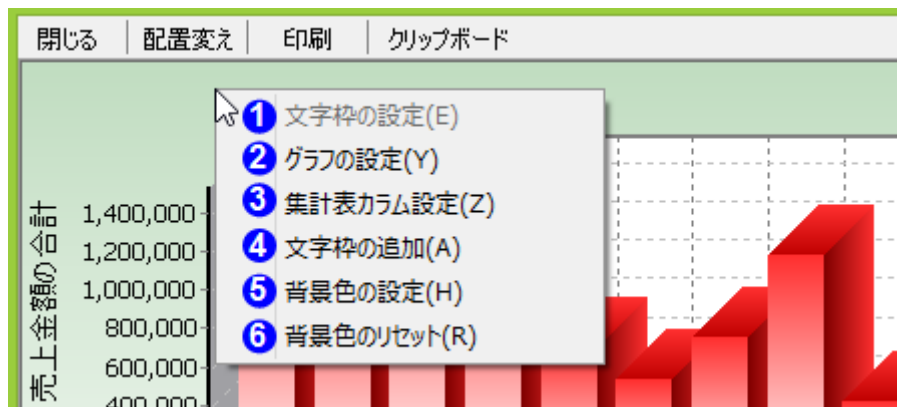 閉じる 配置変え 印刷 クリップボード
1 文字枠の設定(E)
2 グラフの設定(Y)
3 集計表カラム設定(Z)
4 文字枠の追加(A)
5 背景色の設定(H)
6 背景色のリセット(R)
売上金額の合計
1,400,000
1,200,000
1,000,000
800,000
600,000
400,000